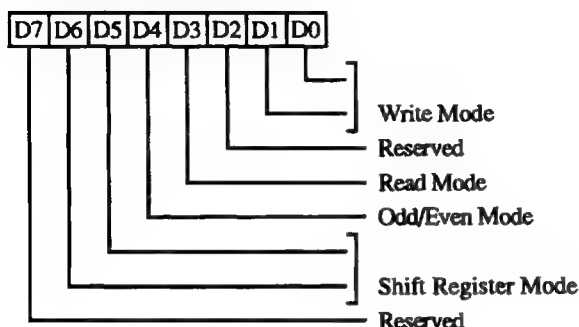 D7 D6 D5 D4 D3 D2 D1 D0
Write Mode
Reserved
Read Mode
Odd/Even Mode
Shift Register Mode
Reserved